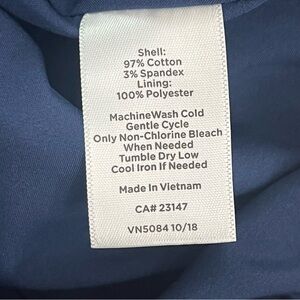 Shell:
97% Cotton
3% Spandex
Lining:
100% Polyester
MachineWash Cold
Gentle Cycle
Only Non-Chlorine Bleach
When Needed
Tumble Dry Low
Cool Iron If Needed
Made In Vietnam
CA# 23147
VN5084 10/18